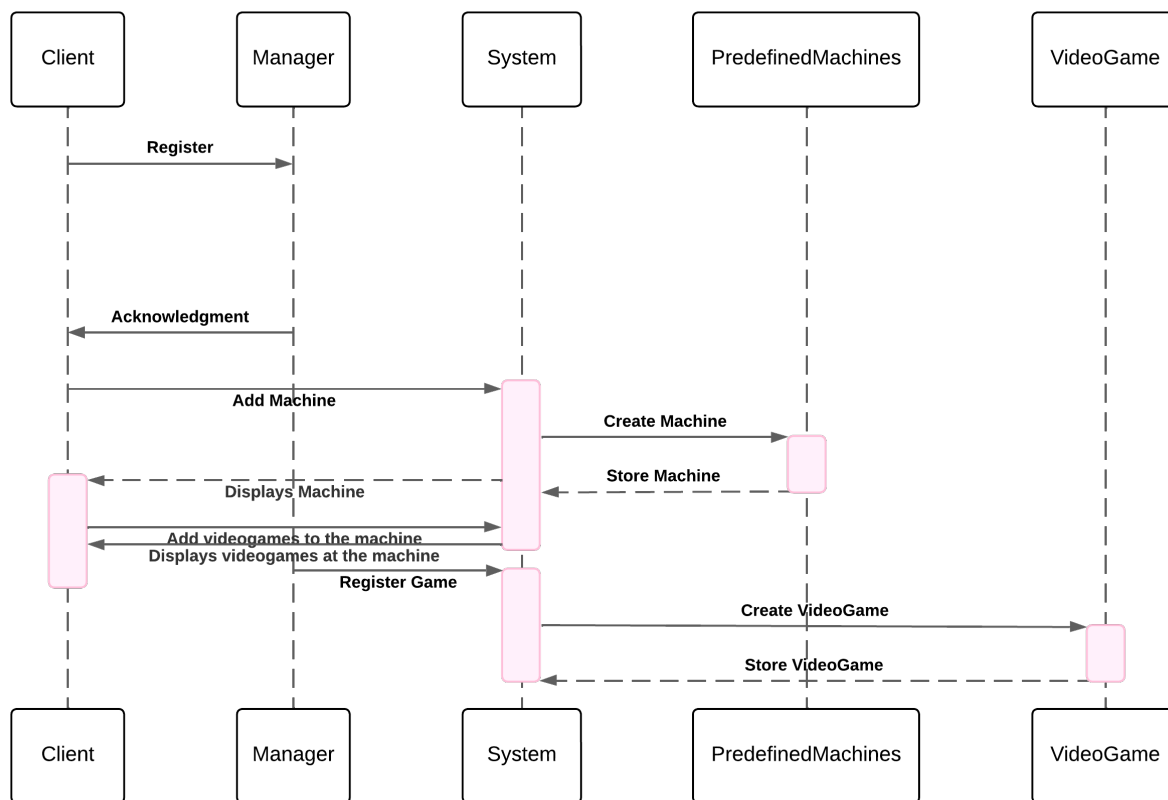 Client
Manager
System
PredefinedMachines
VideoGame
Register
Acknowledgment
Add Machine
Create Machine
Store Machine
Displays Machine
Add videogames to the machine
Displays videogames at the machine
Register Game
Create VideoGame
Store VideoGame
Client
Manager
System
PredefinedMachines
VideoGame